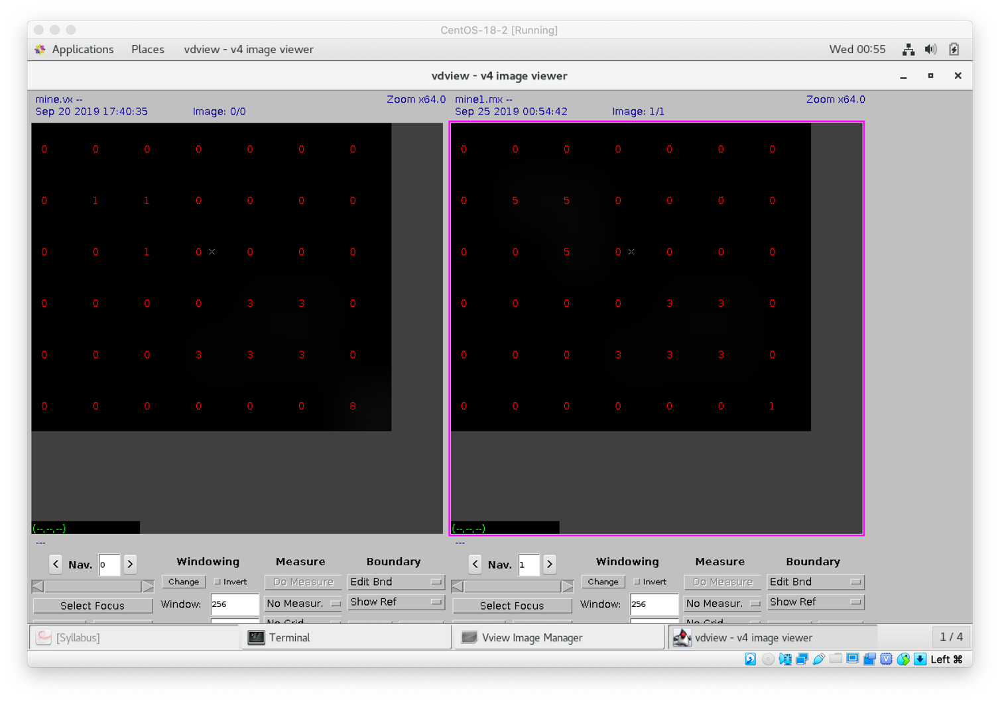 CentOS-18-2 [Running]
Applications Places vdview - v4 image viewer Wed 00:55
vdview - v4 image viewer
mine.vx -- Zoom x64.0
Sep 20 2019 17:40:35 Image: 0/0
0 0 0 0 0 0 0
0 1 1 0 0 0 0
0 0 1 0 0 0 0
0 0 0 0 3 3 0
0 0 0 3 3 3 0
0 0 0 0 0 0 8
(--,--,--)
---
mine1.mx -- Zoom x64.0
Sep 25 2019 00:54:42 Image: 1/1
0 0 0 0 0 0 0
0 5 5 0 0 0 0
0 0 5 0 0 0 0
0 0 0 0 3 3 0
0 0 0 3 3 3 0
0 0 0 0 0 0 1
(--,--,--)
---
< Nav. 0 > Windowing Measure Boundary
Change Invert Do Measure Edit Bnd
Select Focus Window: 256 No Measur. Show Ref
No Grid
< Nav. 1 > Windowing Measure Boundary
Change Invert Do Measure Edit Bnd
Select Focus Window: 256 No Measur. Show Ref
No Grid
[Syllabus] Terminal Vview Image Manager vdview - v4 image viewer 1 / 4
Left ⌘